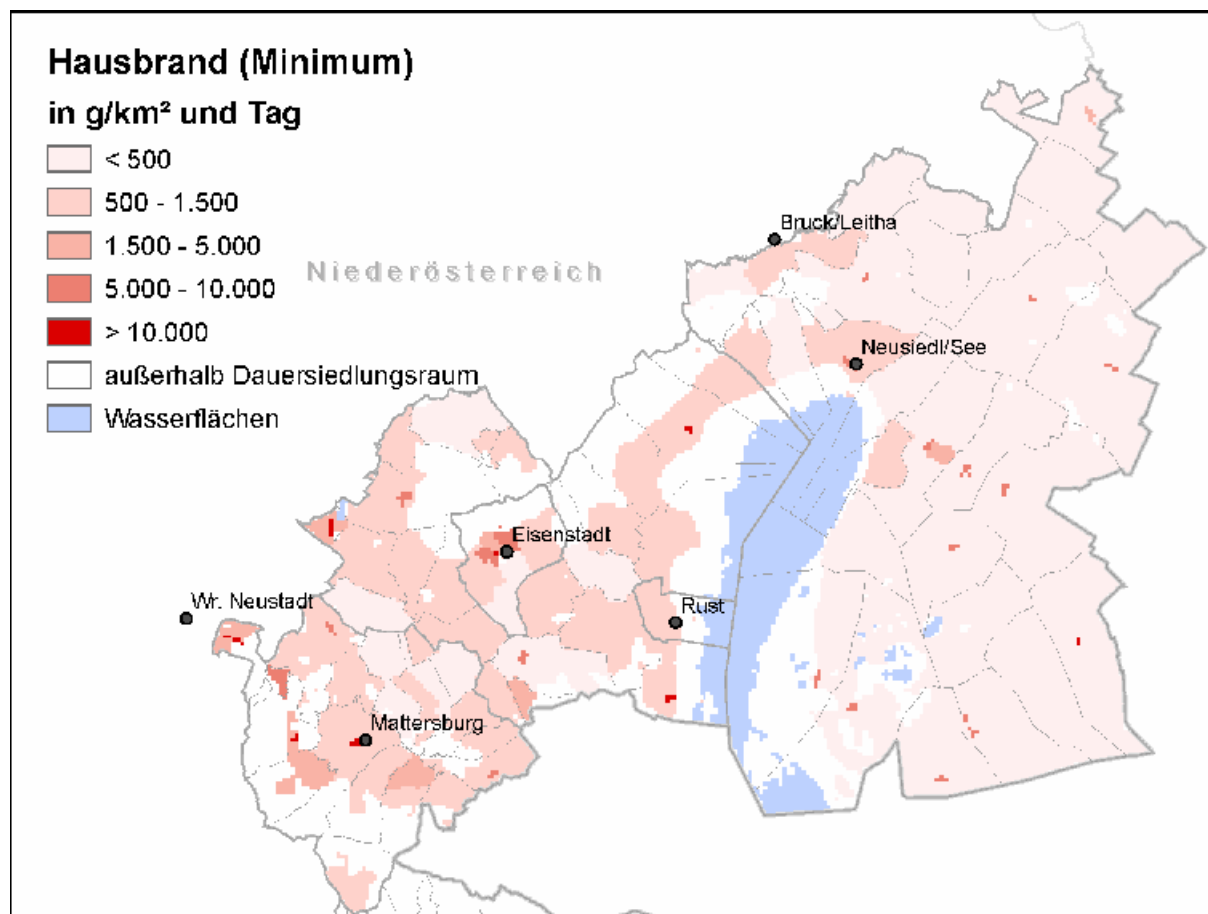 Hausbrand (Minimum)
in g/km² und Tag
< 500
500 - 1.500
1.500 - 5.000
5.000 - 10.000
> 10.000
außerhalb Dauersiedlungsraum
Wasserflächen
Niederösterreich
Bruck/Leitha
Neusiedl/See
Eisenstadt
Wr. Neustadt
Rust
Mattersburg